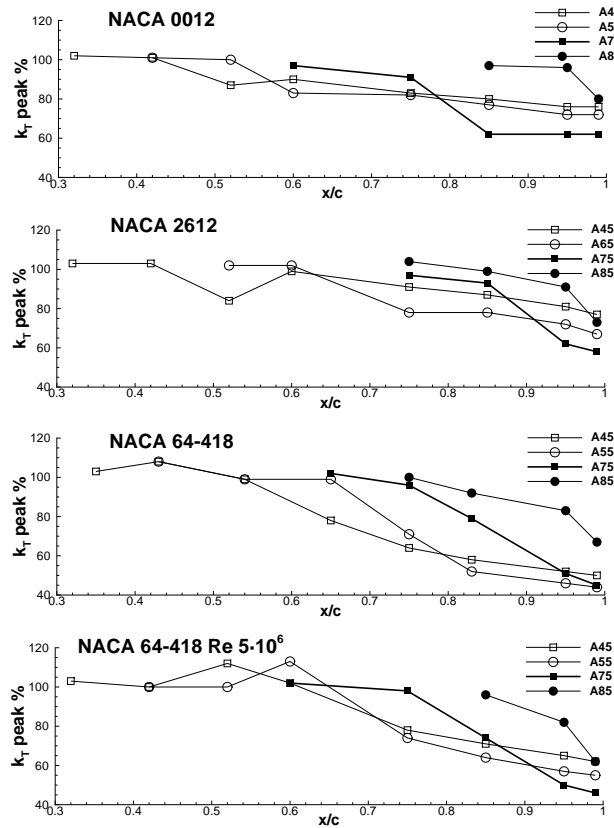 NACA 0012
A4
A5
A7
A8
120
100
80
60
40
k_T peak %
0.3 0.4 0.5 0.6 0.7 0.8 0.9 1
x/c
NACA 2612
A45
A65
A75
A85
120
100
80
60
40
k_T peak %
0.3 0.4 0.5 0.6 0.7 0.8 0.9 1
x/c
NACA 64-418
A45
A55
A75
A85
120
100
80
60
40
k_T peak %
0.3 0.4 0.5 0.6 0.7 0.8 0.9 1
x/c
NACA 64-418 Re 5·10⁶
A45
A55
A75
A85
120
100
80
60
40
k_T peak %
0.3 0.4 0.5 0.6 0.7 0.8 0.9 1
x/c